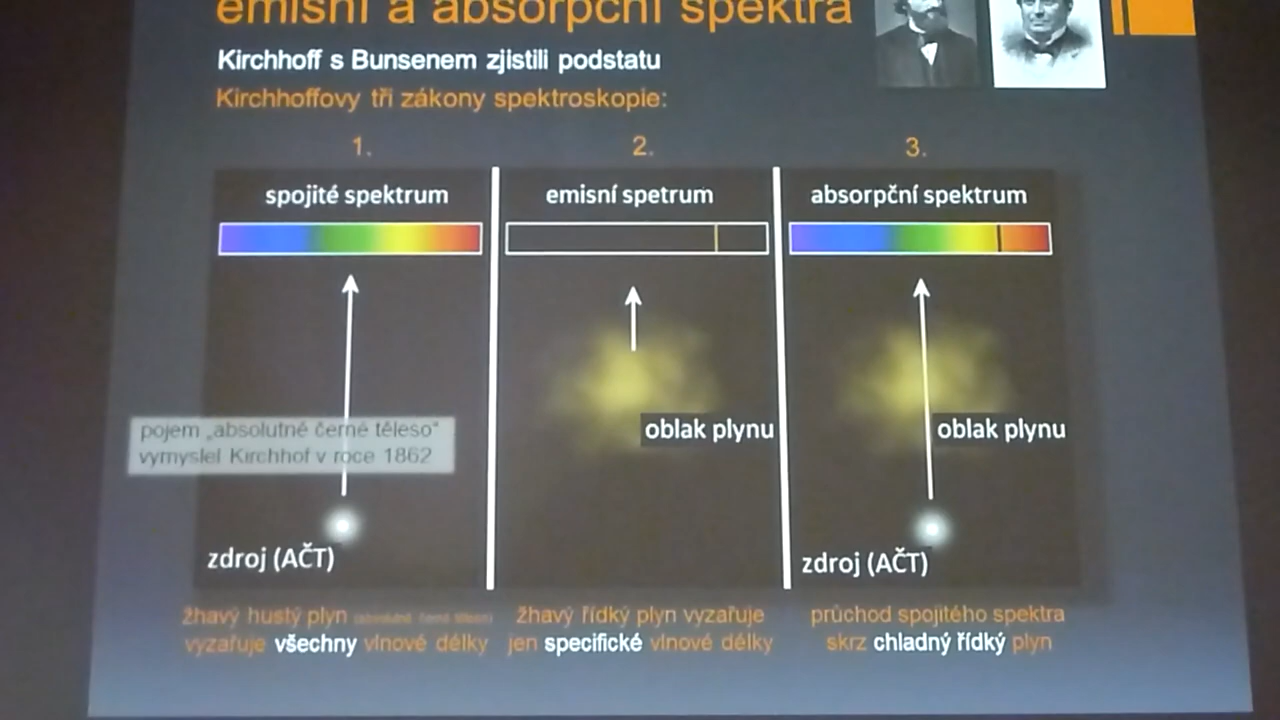 emisní a absorpční spektra
Kirchhoff s Bunsenem zjistili podstatu
Kirchhoffovy tři zákony spektroskopie:
1.
2.
3.
spojité spektrum
emisní spetrum
absorpční spektrum
oblak plynu
oblak plynu
pojem „absolutně černé těleso“
vymyslel Kirchhof v roce 1862
zdroj (AČT)
zdroj (AČT)
žhavý hustý plyn (absolutně černé těleso)
vyzařuje všechny vlnové délky
žhavý řídký plyn vyzařuje
jen specifické vlnové délky
průchod spojitého spektra
skrz chladný řídký plyn